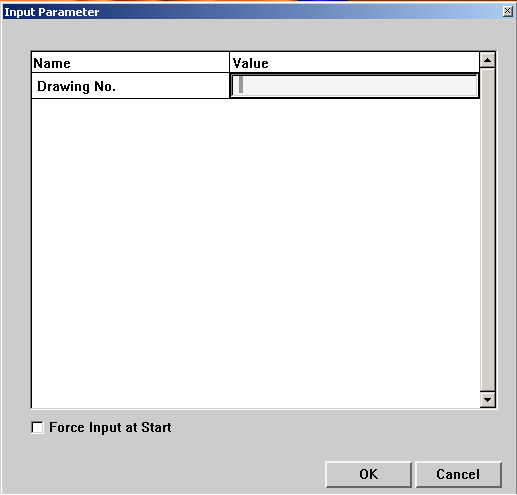 Input Parameter
Name Value
Drawing No.
Force Input at Start
OK Cancel